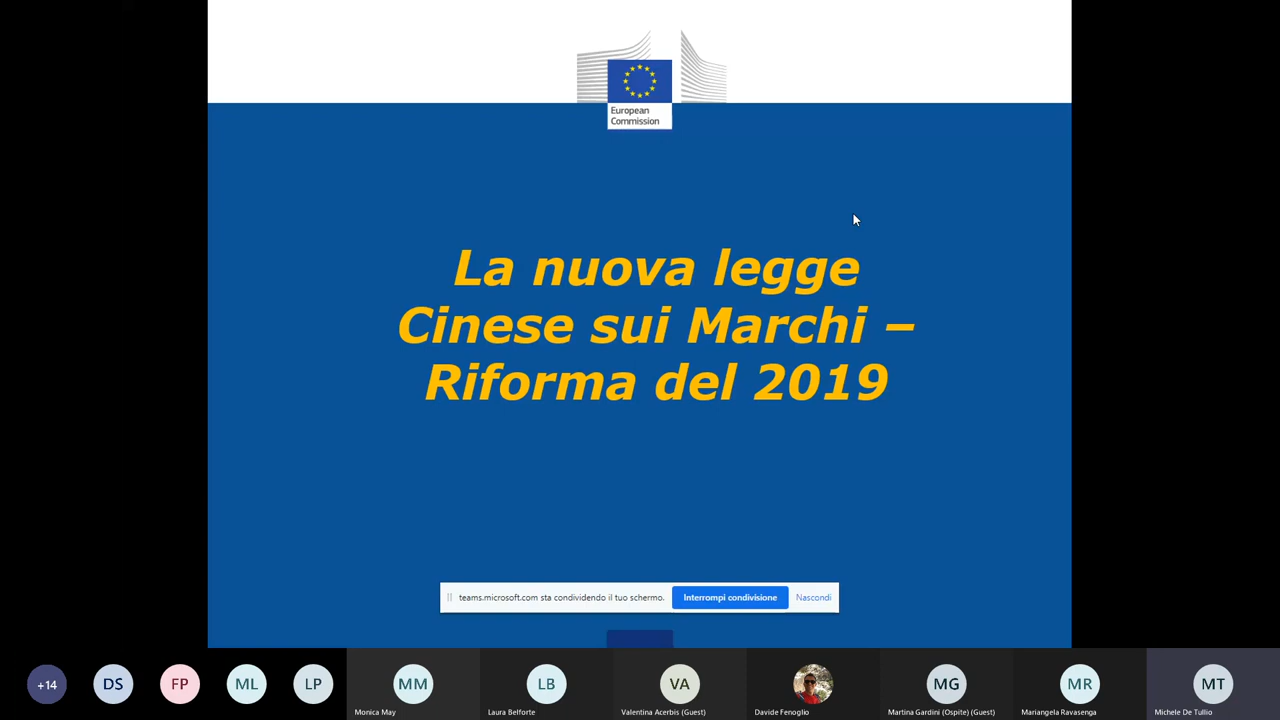 European
Commission
La nuova legge
Cinese sui Marchi –
Riforma del 2019
teams.microsoft.com sta condividendo il tuo schermo.
Interrompi condivisione
Nascondi
+14
DS
FP
ML
LP
MM
LB
VA
MG
MR
MT
Monica May
Laura Belforte
Valentina Acerbis (Guest)
Davide Fenoglio
Martina Gardini (Ospite) (Guest)
Mariangela Ravasenga
Michele De Tullio